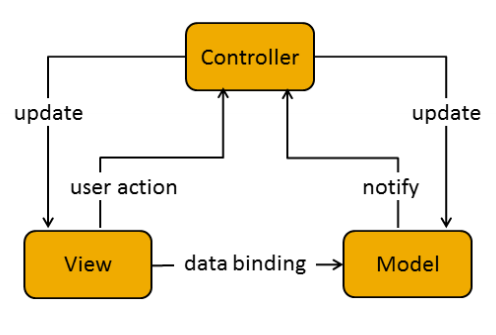 Controller
update
update
user action
notify
View
data binding
Model